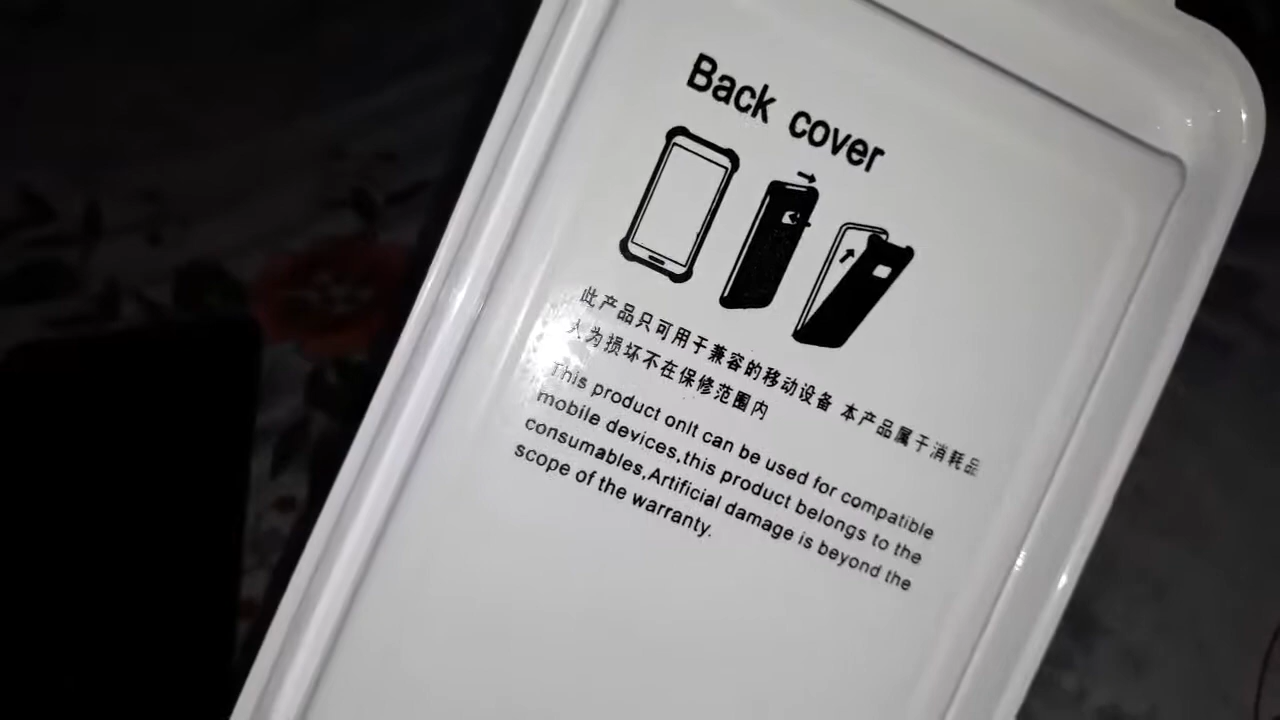 Back cover
此产品只可用于兼容的移动设备 本产品属于消耗品
人为损坏不在保修范围内
This product onlt can be used for compatible
mobile devices,this product belongs to the
consumables,Artificial damage is beyond the
scope of the warranty.